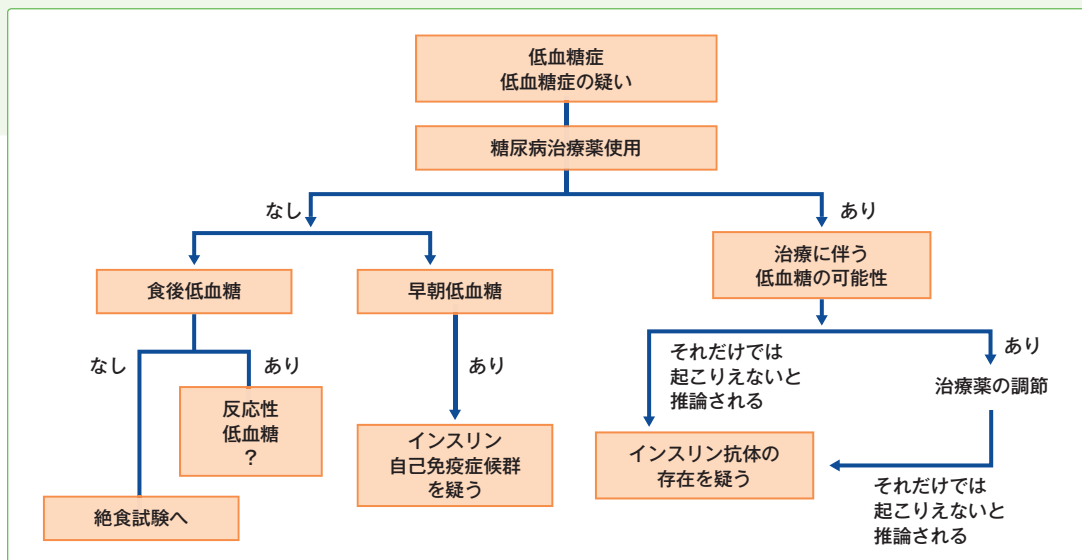 低血糖症
低血糖症の疑い
糖尿病治療薬使用
なし
あり
食後低血糖
早朝低血糖
治療に伴う
低血糖の可能性
なし
あり
反応性
低血糖
?
絶食試験へ
あり
インスリン
自己免疫症候群
を疑う
それだけでは
起こりえないと
推論される
あり
治療薬の調節
インスリン抗体の
存在を疑う
それだけでは
起こりえないと
推論される